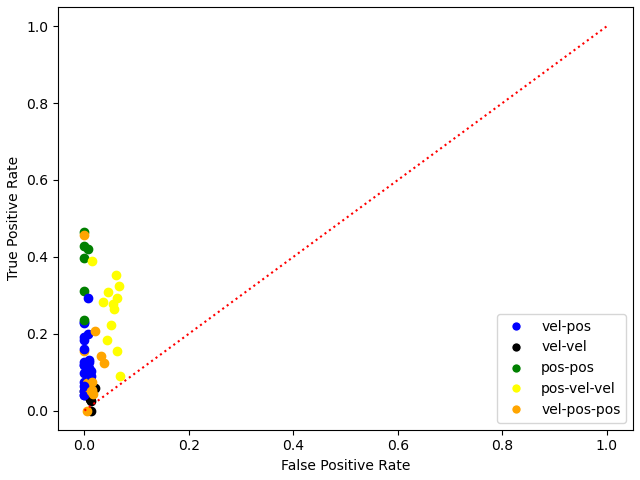 1.0
0.8
0.6
0.4
0.2
0.0
True Positive Rate
0.0 0.2 0.4 0.6 0.8 1.0
False Positive Rate
vel-pos
vel-vel
pos-pos
pos-vel-vel
vel-pos-pos